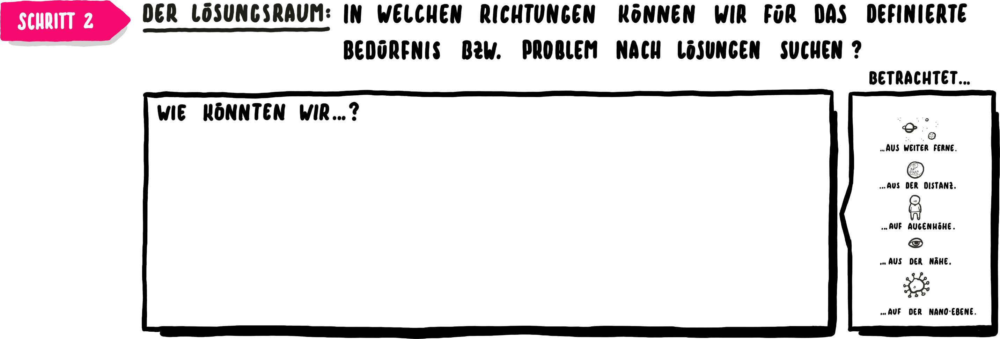 SCHRITT 2
DER LÖSUNGSRAUM: IN WELCHEN RICHTUNGEN KÖNNEN WIR FÜR DAS DEFINIERTE
BEDÜRFNIS BZW. PROBLEM NACH LÖSUNGEN SUCHEN?
BETRACHTET...
WIE KÖNNTEN WIR...?
...AUS WEITER FERNE.
...AUS DER DISTANZ.
...AUF AUGENHÖHE.
...AUS DER NÄHE.
...AUF DER NANO-EBENE.